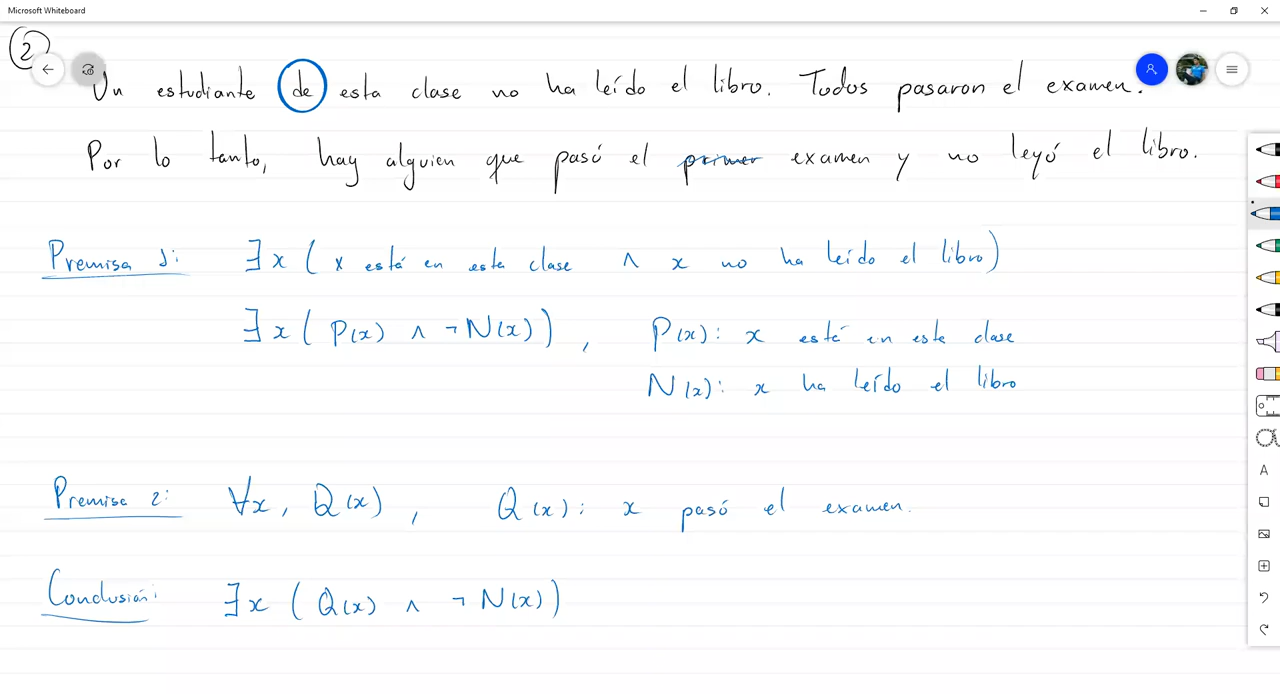 Microsoft Whiteboard
②
Un estudiante de esta clase no ha leído el libro. Todos pasaron el examen.
Por lo tanto, hay alguien que pasó el primer examen y no leyó el libro.
Premisa 1: ∃x ( x está en esta clase ∧ x no ha leído el libro)
∃x ( P(x) ∧ ¬N(x) ) , P(x): x está en esta clase
N(x): x ha leído el libro
Premisa 2: ∀x, Q(x) , Q(x): x pasó el examen.
Conclusión: ∃x ( Q(x) ∧ ¬N(x) )
A